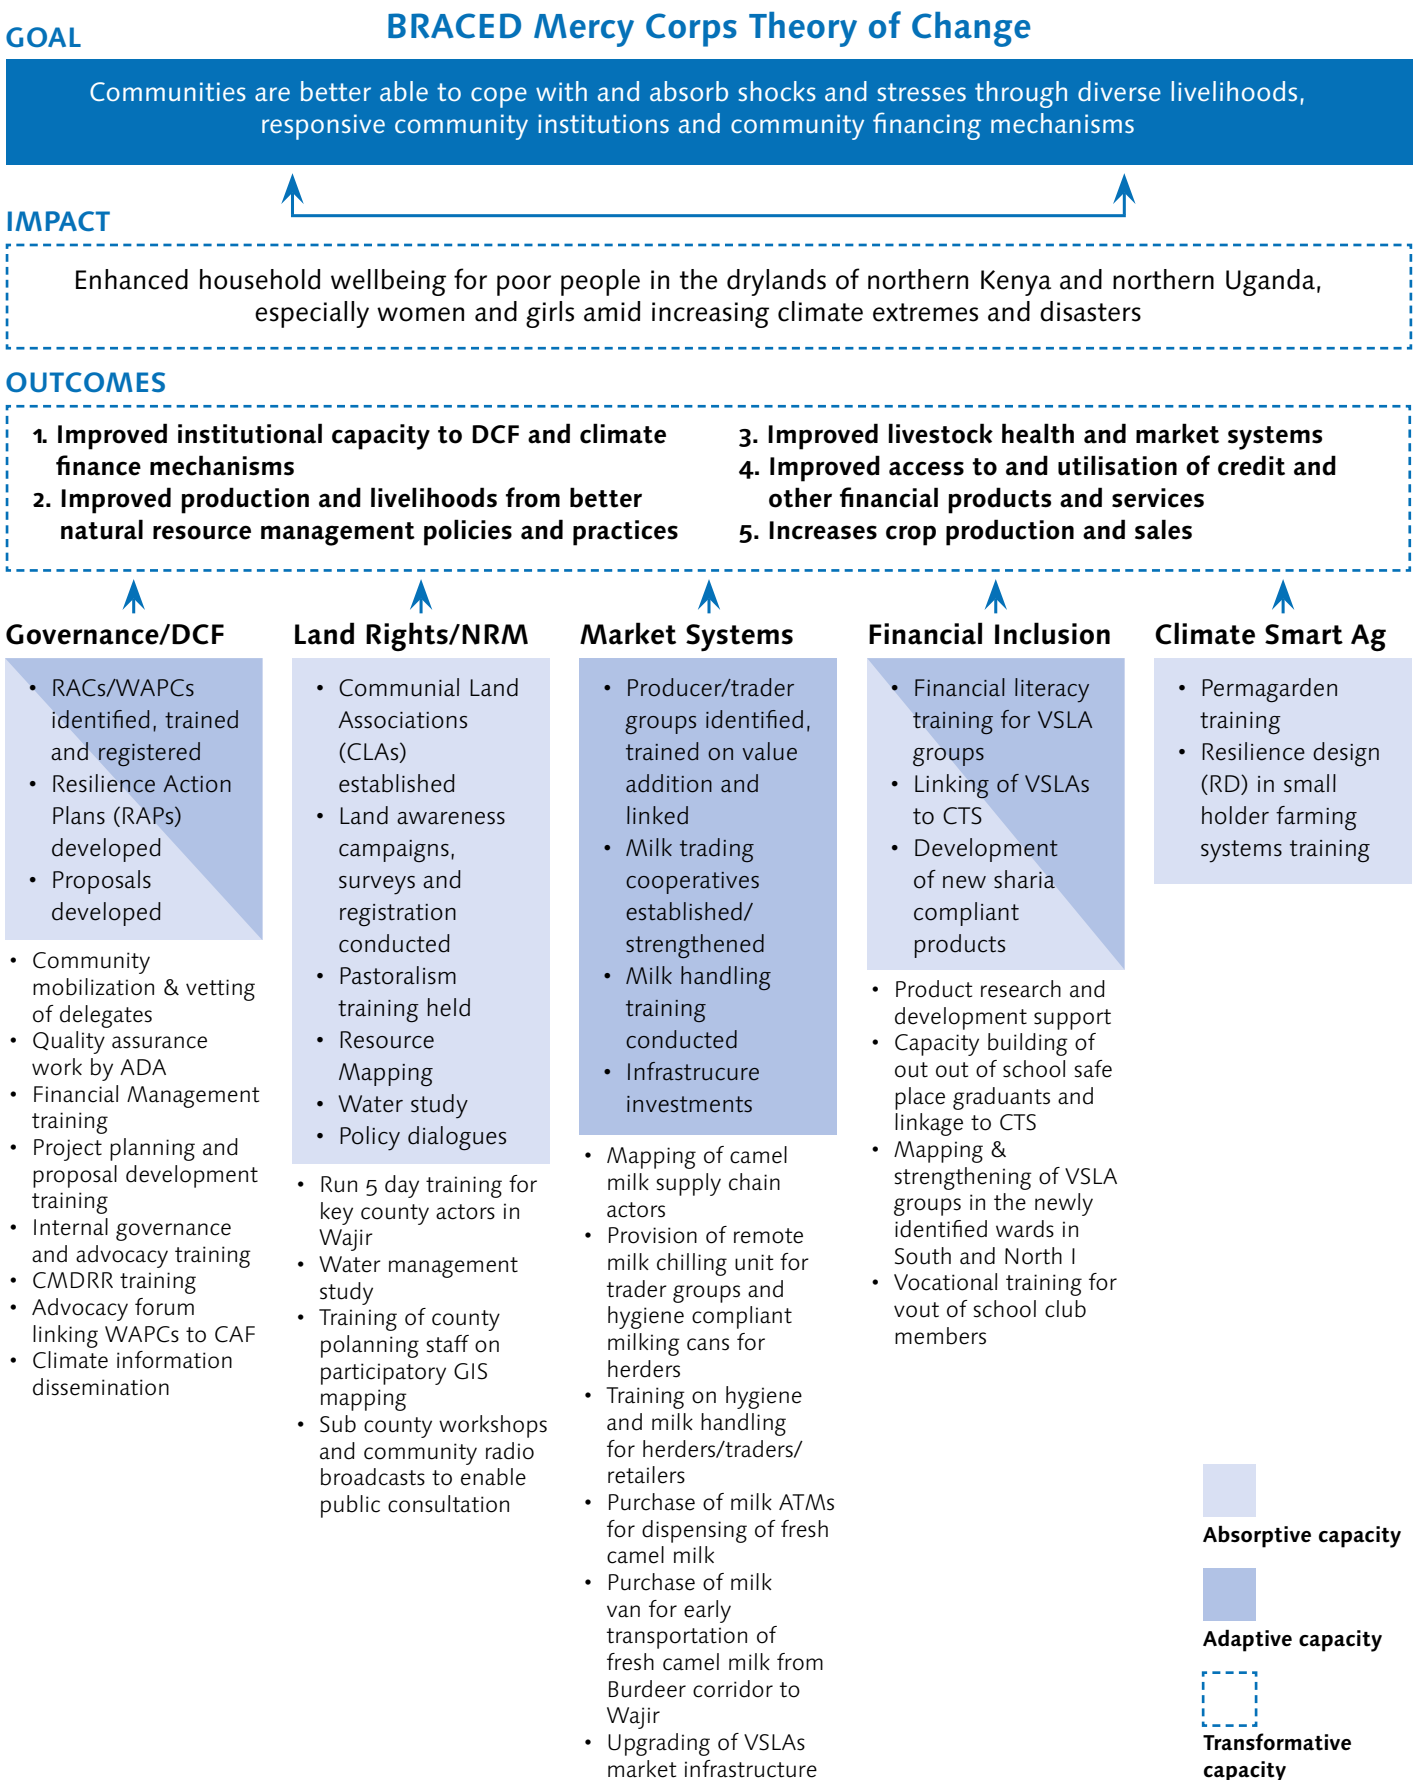 BRACED Mercy Corps Theory of Change
GOAL
Communities are better able to cope with and absorb shocks and stresses through diverse livelihoods,
responsive community institutions and community financing mechanisms
IMPACT
Enhanced household wellbeing for poor people in the drylands of northern Kenya and northern Uganda,
especially women and girls amid increasing climate extremes and disasters
OUTCOMES
1. Improved institutional capacity to DCF and climate
finance mechanisms
2. Improved production and livelihoods from better
natural resource management policies and practices
3. Improved livestock health and market systems
4. Improved access to and utilisation of credit and
other financial products and services
5. Increases crop production and sales
Governance/DCF
• RACs/WAPCs
identified, trained
and registered
• Resilience Action
Plans (RAPs)
developed
• Proposals
developed
• Community
mobilization & vetting
of delegates
• Quality assurance
work by ADA
• Financial Management
training
• Project planning and
proposal development
training
• Internal governance
and advocacy training
• CMDRR training
• Advocacy forum
linking WAPCs to CAF
• Climate information
dissemination
Land Rights/NRM
• Communial Land
Associations
(CLAs)
established
• Land awareness
campaigns,
surveys and
registration
conducted
• Pastoralism
training held
• Resource
Mapping
• Water study
• Policy dialogues
• Run 5 day training for
key county actors in
Wajir
• Water management
study
• Training of county
polanning staff on
participatory GIS
mapping
• Sub county workshops
and community radio
broadcasts to enable
public consultation
Market Systems
• Producer/trader
groups identified,
trained on value
addition and
linked
• Milk trading
cooperatives
established/
strengthened
• Milk handling
training
conducted
• Infrastrucure
investments
• Mapping of camel
milk supply chain
actors
• Provision of remote
milk chilling unit for
trader groups and
hygiene compliant
milking cans for
herders
• Training on hygiene
and milk handling
for herders/traders/
retailers
• Purchase of milk ATMs
for dispensing of fresh
camel milk
• Purchase of milk
van for early
transportation of
fresh camel milk from
Burdeer corridor to
Wajir
• Upgrading of VSLAs
market infrastructure
Financial Inclusion
• Financial literacy
training for VSLA
groups
• Linking of VSLAs
to CTS
• Development
of new sharia
compliant
products
• Product research and
development support
• Capacity building of
out out of school safe
place graduants and
linkage to CTS
• Mapping &
strengthening of VSLA
groups in the newly
identified wards in
South and North I
• Vocational training for
vout of school club
members
Climate Smart Ag
• Permagarden
training
• Resilience design
(RD) in small
holder farming
systems training
Absorptive capacity
Adaptive capacity
Transformative
capacity